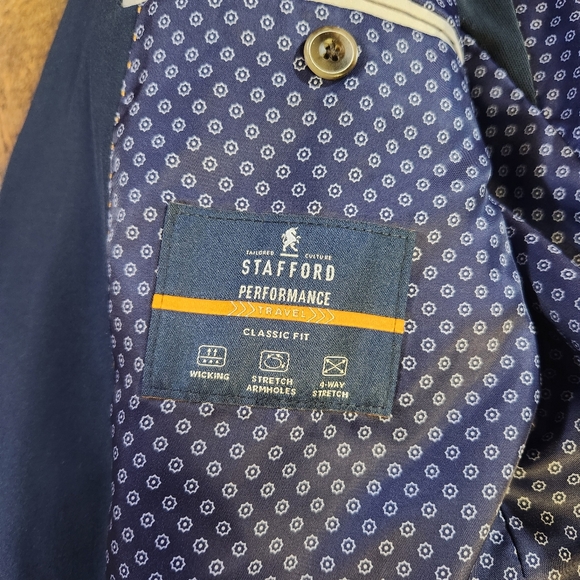 TAILORED CULTURE
STAFFORD
PERFORMANCE
TRAVEL
CLASSIC FIT
WICKING
STRETCH
ARMHOLES
4-WAY
STRETCH